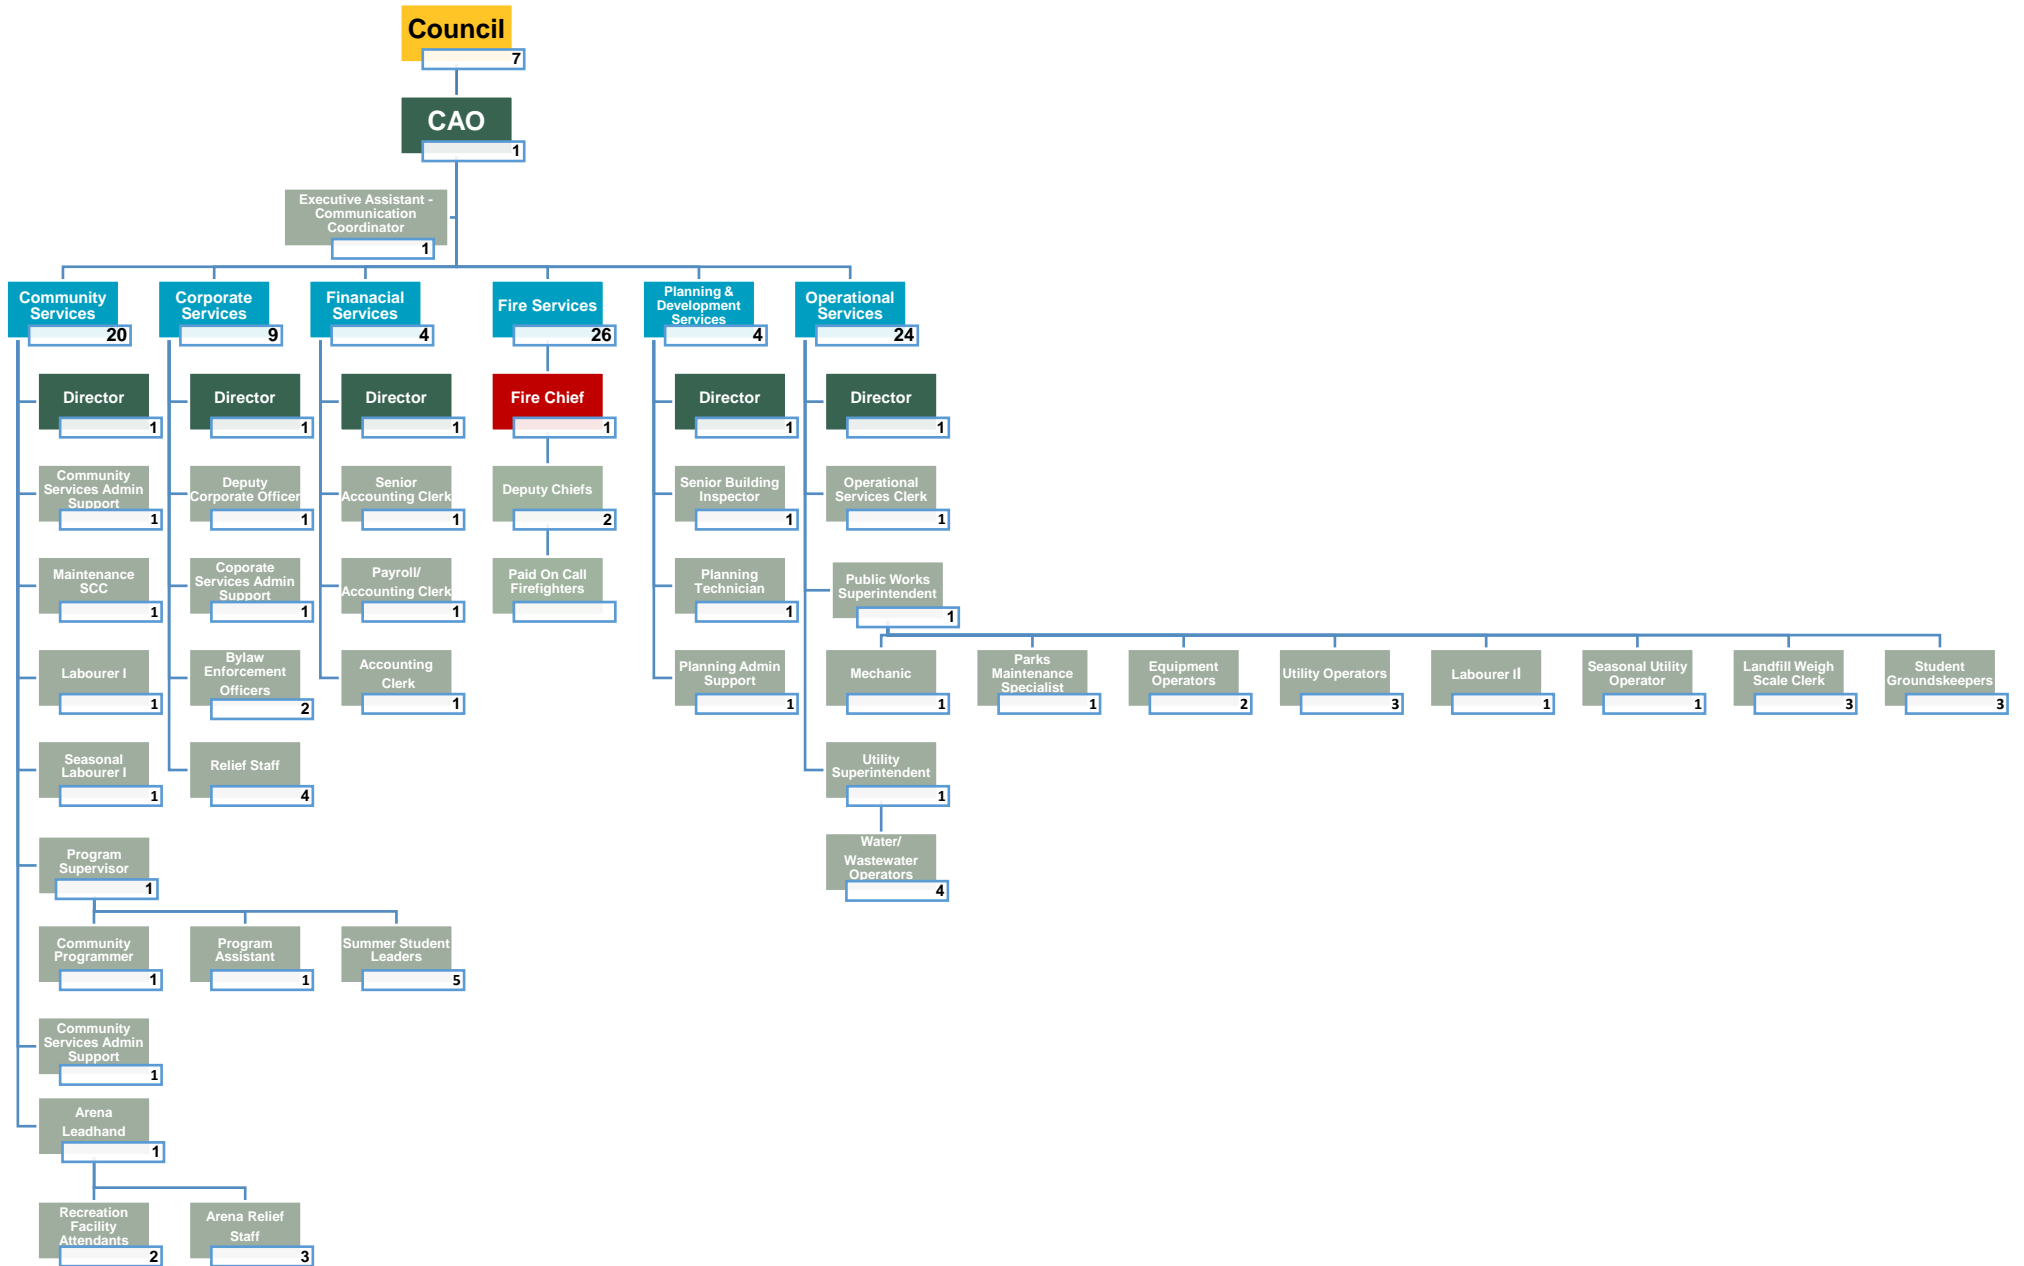 Council
7
CAO
1
Executive Assistant -
Communication
Coordinator
1
Community
Services
20
Corporate
Services
9
Finanacial
Services
4
Fire Services
26
Planning &
Development
Services
4
Operational
Services
24
Director
1
Director
1
Director
1
Fire Chief
1
Director
1
Director
1
Community
Services Admin
Support
1
Deputy
Corporate Officer
1
Senior
Accounting Clerk
1
Deputy Chiefs
2
Senior Building
Inspector
1
Operational
Services Clerk
1
Maintenance
SCC
1
Coporate
Services Admin
Support
1
Payroll/
Accounting Clerk
1
Paid On Call
Firefighters
Planning
Technician
1
Public Works
Superintendent
1
Labourer I
1
Bylaw
Enforcement
Officers
2
Accounting
Clerk
1
Planning Admin
Support
1
Mechanic
1
Parks
Maintenance
Specialist
1
Equipment
Operators
2
Utility Operators
3
Labourer II
1
Seasonal Utility
Operator
1
Landfill Weigh
Scale Clerk
3
Student
Groundskeepers
3
Seasonal
Labourer I
1
Relief Staff
4
Utility
Superintendent
1
Program
Supervisor
1
Water/
Wastewater
Operators
4
Community
Programmer
1
Program
Assistant
1
Summer Student
Leaders
5
Community
Services Admin
Support
1
Arena
Leadhand
1
Recreation
Facility
Attendants
2
Arena Relief
Staff
3